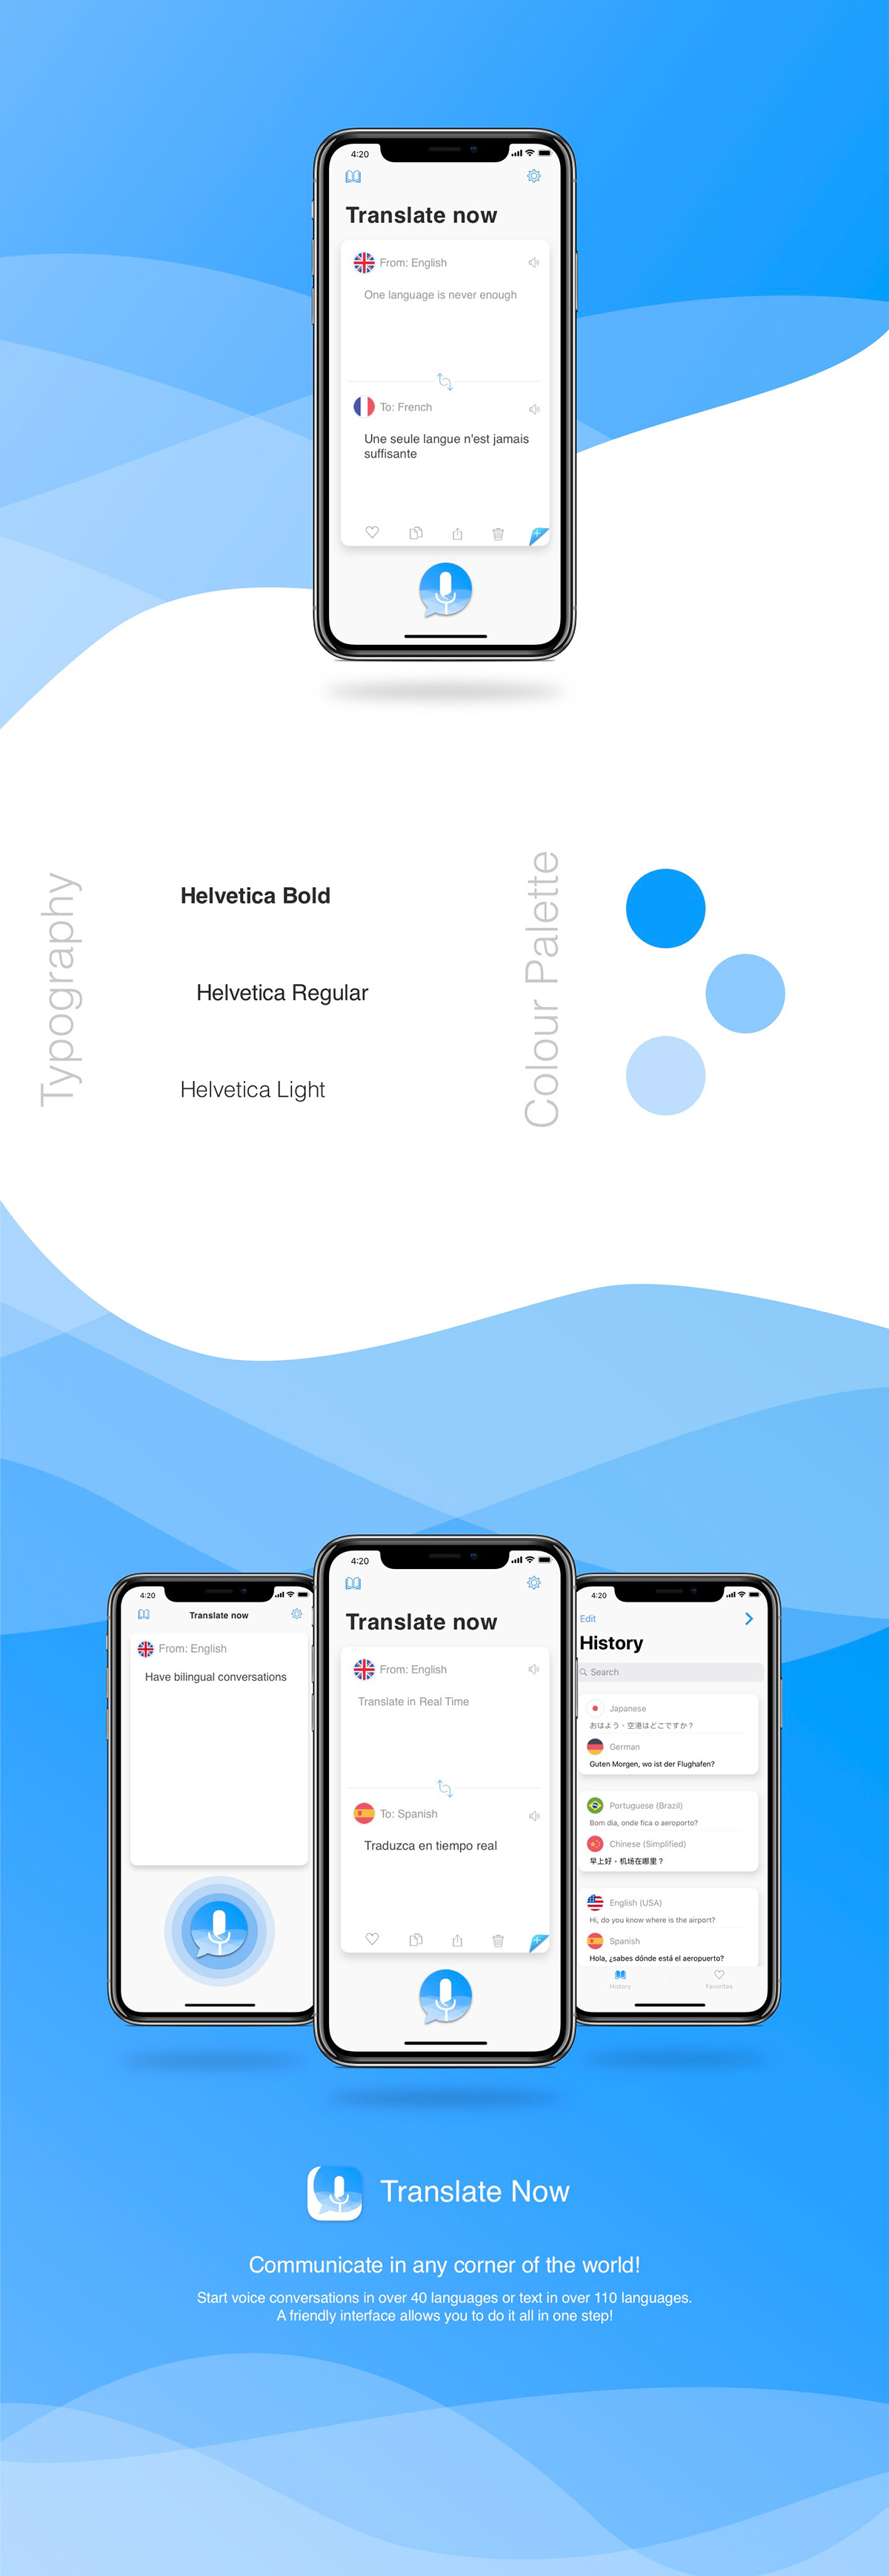 4:20
Translate now
From: English
One language is never enough
To: French
Une seule langue n'est jamais
suffisante
Typography
Helvetica Bold
Helvetica Regular
Helvetica Light
Colour Palette
4:20
Translate now
From: English
Have bilingual conversations
4:20
Translate now
From: English
Translate in Real Time
To: Spanish
Traduzca en tiempo real
4:20
Edit
History
Search
Japanese
おはよう、空港はどこですか?
German
Guten Morgen, wo ist der Flughafen?
Portuguese (Brazil)
Bom dia, onde fica o aeroporto?
Chinese (Simplified)
早上好,机场在哪里?
English (USA)
Hi, do you know where is the airport?
Spanish
Hola, ¿sabes dónde está el aeropuerto?
History
Favorites
Translate Now
Communicate in any corner of the world!
Start voice conversations in over 40 languages or text in over 110 languages.
A friendly interface allows you to do it all in one step!